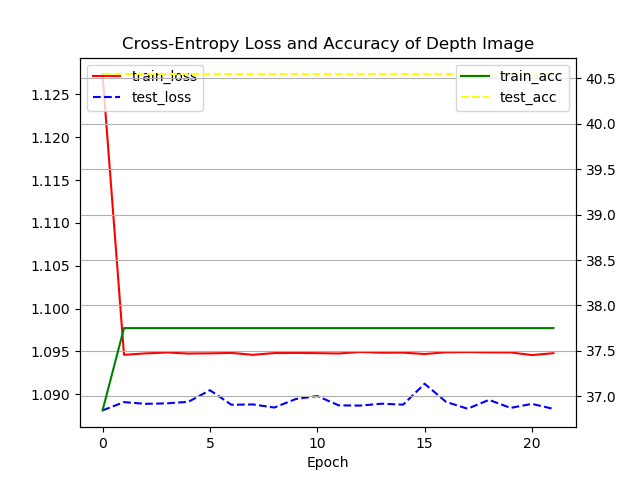 Cross-Entropy Loss and Accuracy of Depth Image
train_loss
test_loss
train_acc
test_acc
1.125
1.120
1.115
1.110
1.105
1.100
1.095
1.090
40.5
40.0
39.5
39.0
38.5
38.0
37.5
37.0
0 5 10 15 20
Epoch